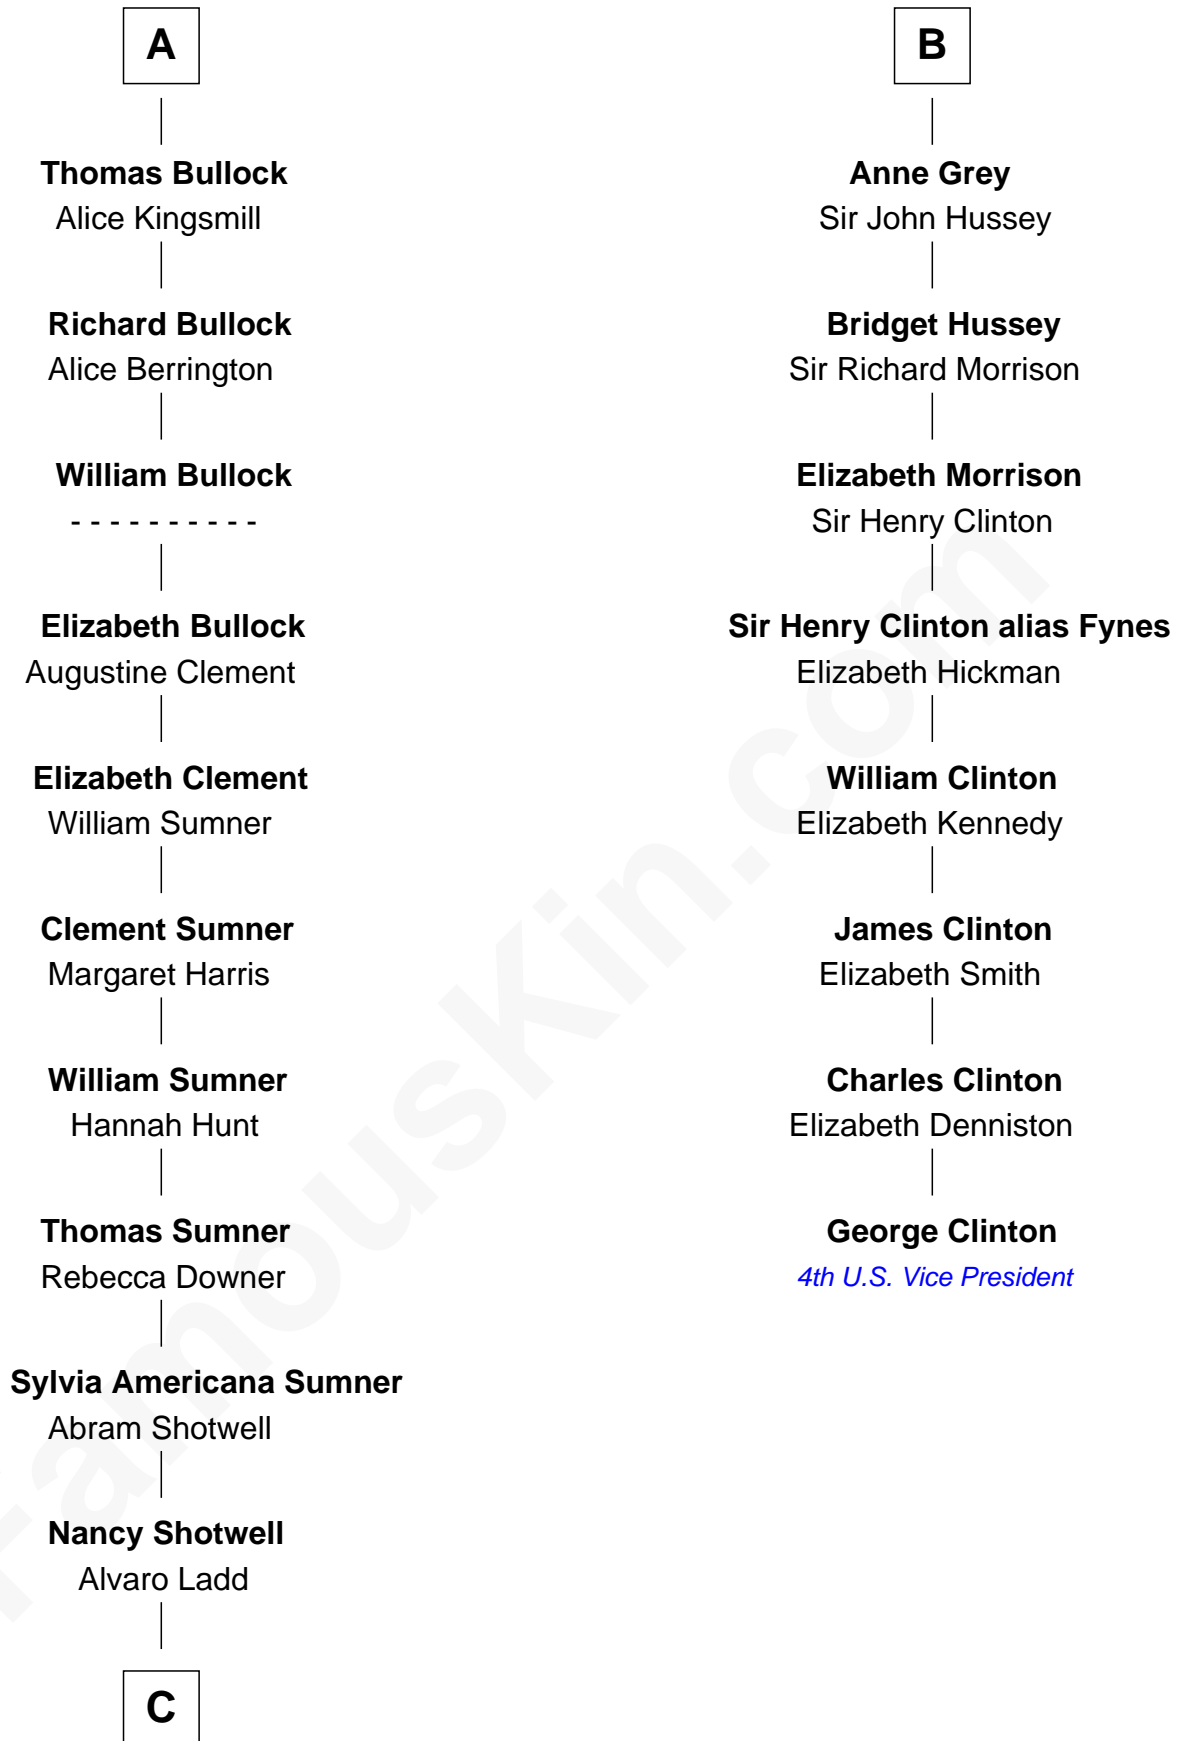 A
Thomas Bullock
Alice Kingsmill
Richard Bullock
Alice Berrington
William Bullock
- - - - - - - - - -
Elizabeth Bullock
Augustine Clement
Elizabeth Clement
William Sumner
Clement Sumner
Margaret Harris
William Sumner
Hannah Hunt
Thomas Sumner
Rebecca Downer
Sylvia Americana Sumner
Abram Shotwell
Nancy Shotwell
Alvaro Ladd
C
B
Anne Grey
Sir John Hussey
Bridget Hussey
Sir Richard Morrison
Elizabeth Morrison
Sir Henry Clinton
Sir Henry Clinton alias Fynes
Elizabeth Hickman
William Clinton
Elizabeth Kennedy
James Clinton
Elizabeth Smith
Charles Clinton
Elizabeth Denniston
George Clinton
4th U.S. Vice President
FamousKin.com